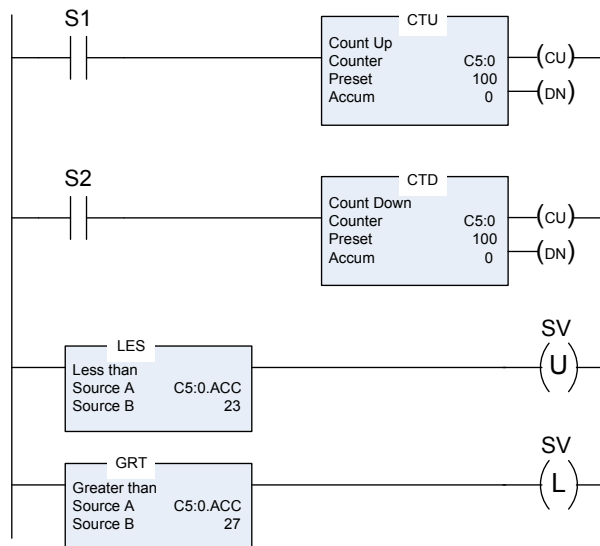 S1
CTU
Count Up
Counter C5:0
Preset 100
Accum 0
(CU)
(DN)
S2
CTD
Count Down
Counter C5:0
Preset 100
Accum 0
(CU)
(DN)
LES
Less than
Source A C5:0.ACC
Source B 23
SV
(U)
GRT
Greater than
Source A C5:0.ACC
Source B 27
SV
(L)